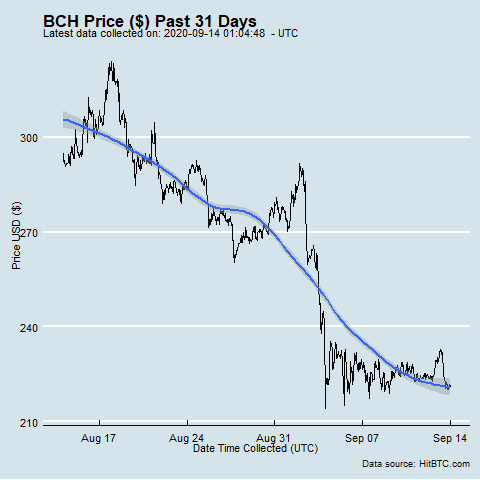 BCH Price ($) Past 31 Days
Latest data collected on: 2020-09-14 01:04:48 - UTC
300
270
240
210
Price USD ($)
Aug 17 Aug 24 Aug 31 Sep 07 Sep 14
Date Time Collected (UTC)
Data source: HitBTC.com